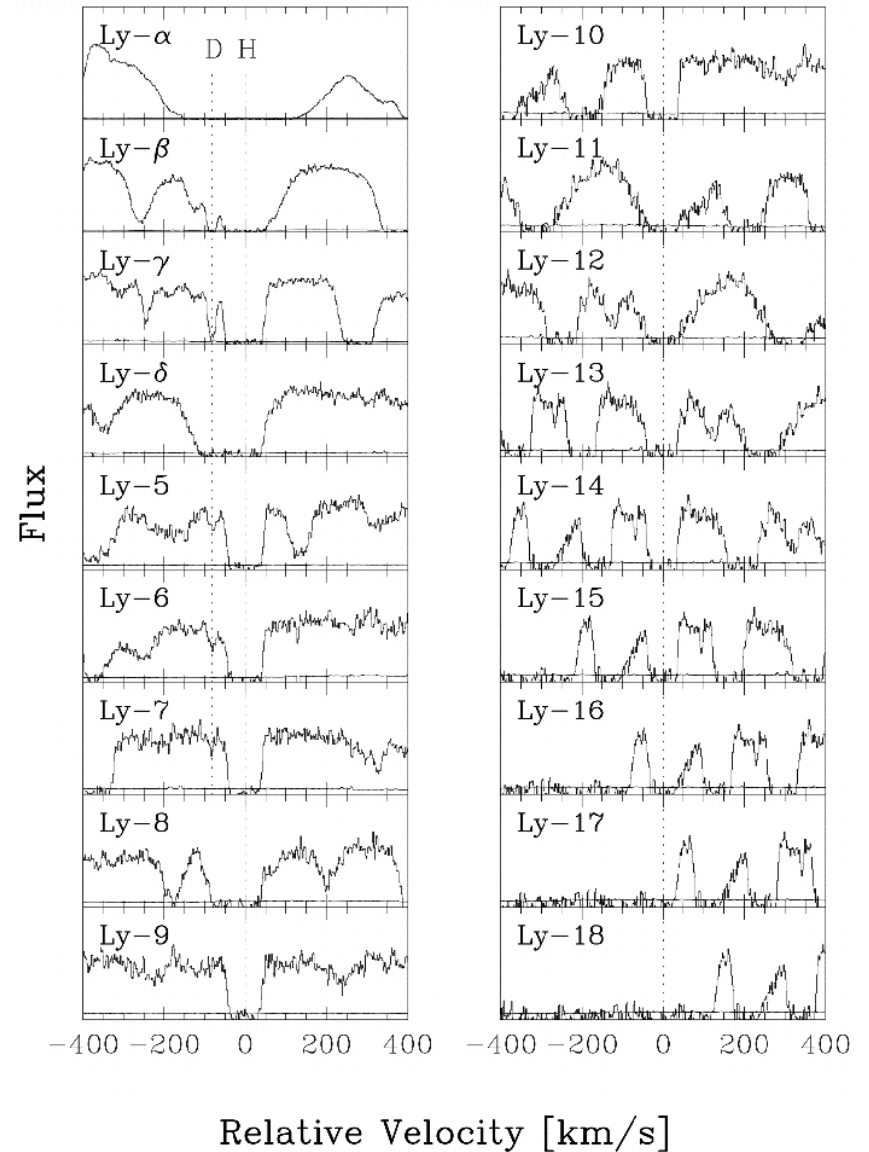 Ly-α
D H
Ly-β
Ly-γ
Ly-δ
Ly-5
Ly-6
Ly-7
Ly-8
Ly-9
-400 -200 0 200 400
Ly-10
Ly-11
Ly-12
Ly-13
Ly-14
Ly-15
Ly-16
Ly-17
Ly-18
-400 -200 0 200 400
Flux
Relative Velocity [km/s]